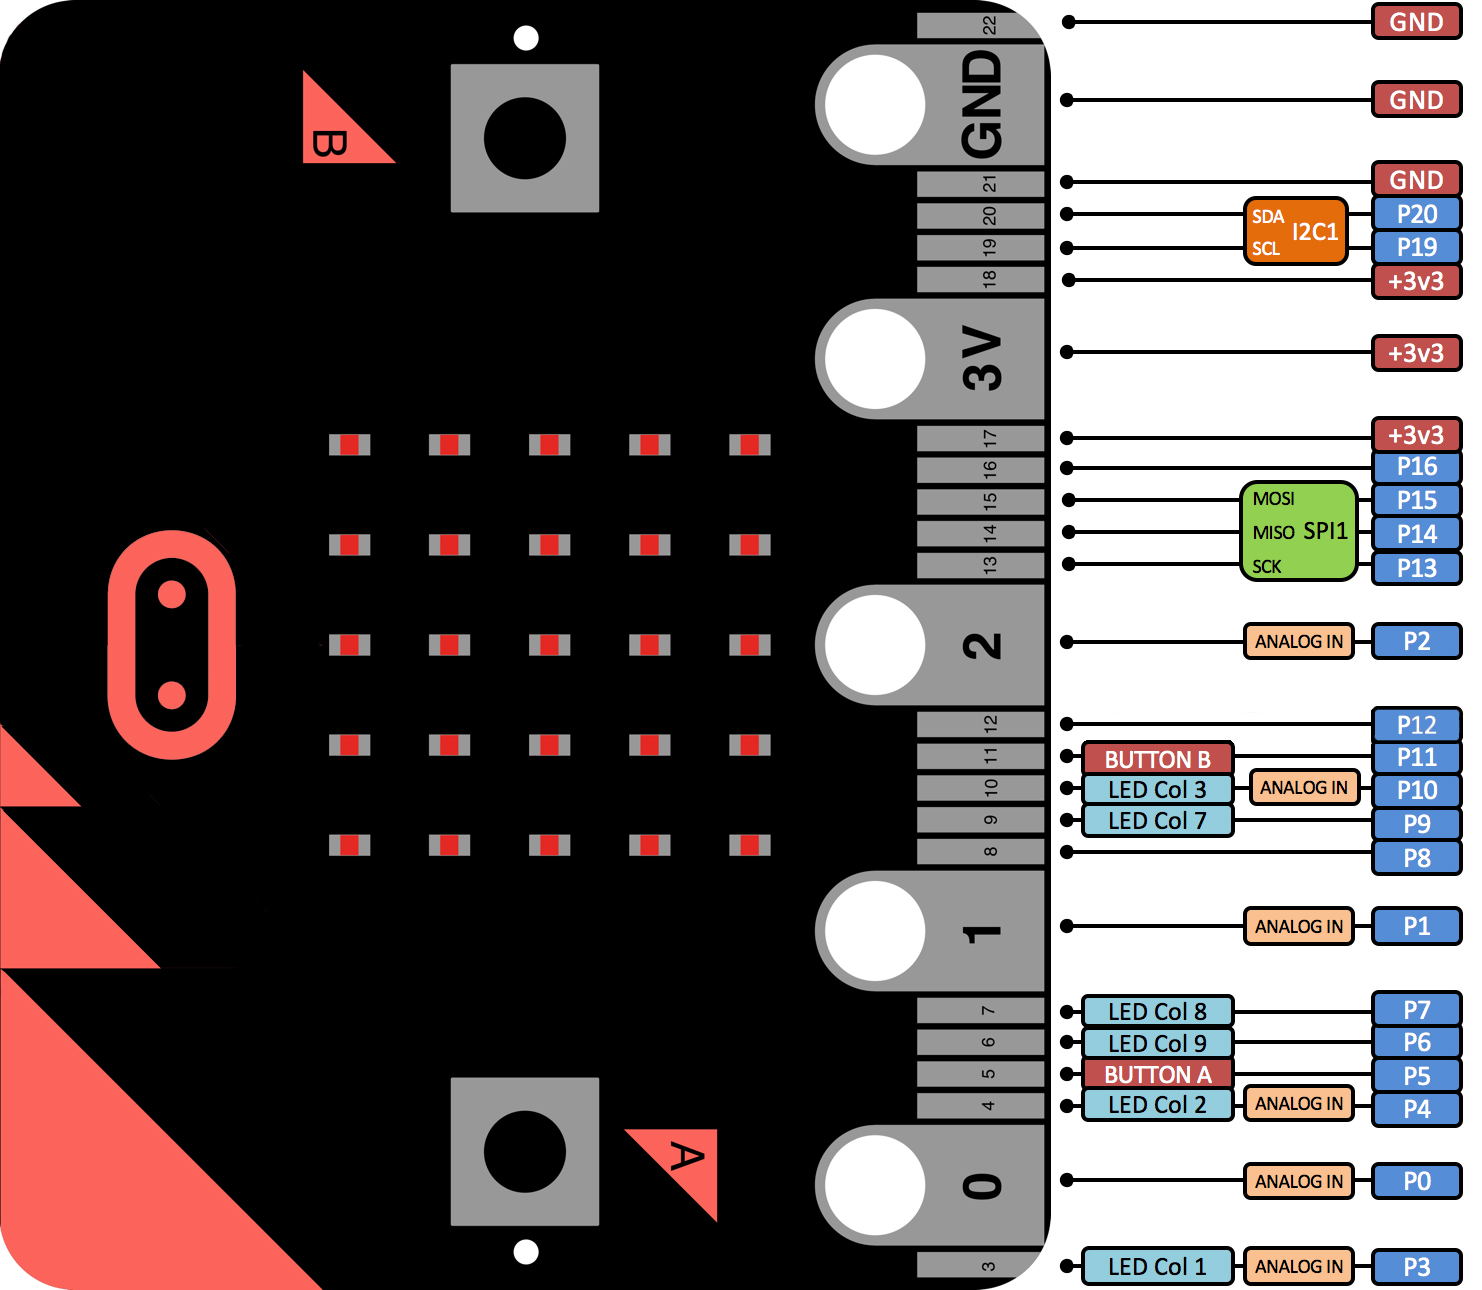 22 GND
GND GND
21 GND
20 SDA I2C1 P20
19 SCL P19
18 +3v3
3V +3v3
17 +3v3
16 P16
15 MOSI P15
14 MISO SPI1 P14
13 SCK P13
2 ANALOG IN P2
12 P12
11 BUTTON B P11
10 LED Col 3 ANALOG IN P10
9 LED Col 7 P9
8 P8
1 ANALOG IN P1
7 LED Col 8 P7
6 LED Col 9 P6
5 BUTTON A P5
4 LED Col 2 ANALOG IN P4
0 ANALOG IN P0
3 LED Col 1 ANALOG IN P3
B
A